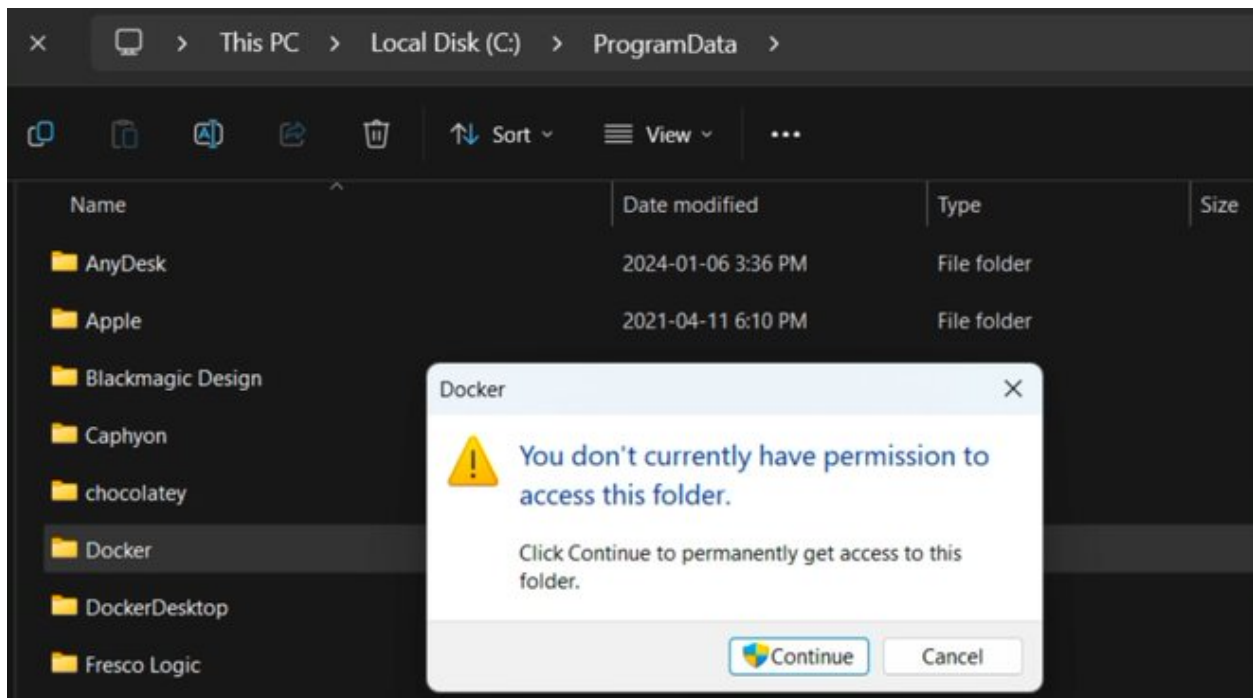 This PC > Local Disk (C:) > ProgramData >
Sort View ...
Name Date modified Type Size
AnyDesk 2024-01-06 3:36 PM File folder
Apple 2021-04-11 6:10 PM File folder
Blackmagic Design
Caphyon
chocolatey
Docker
DockerDesktop
Fresco Logic
Docker
You don't currently have permission to
access this folder.
Click Continue to permanently get access to this
folder.
Continue Cancel